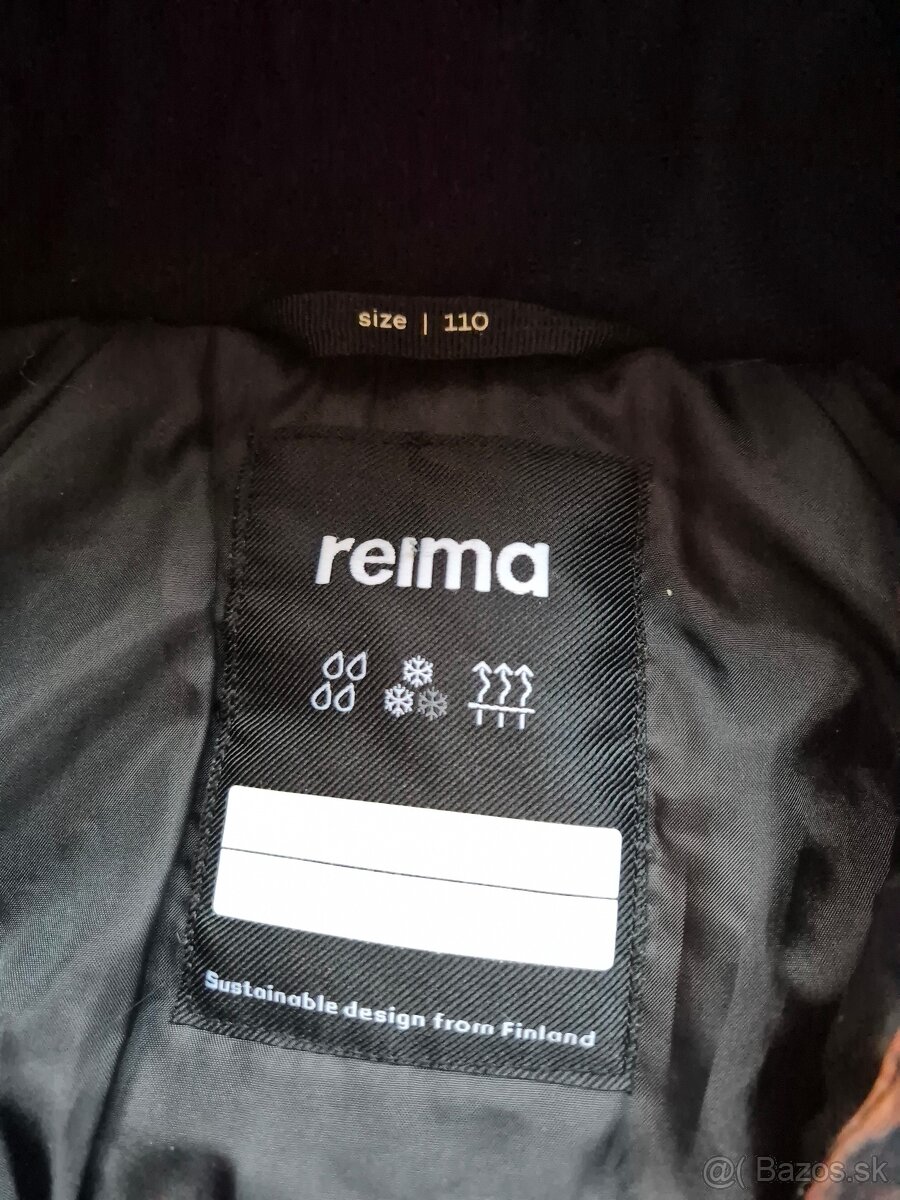 size | 110
reima
Sustainable design from Finland
@( Bazos.sk